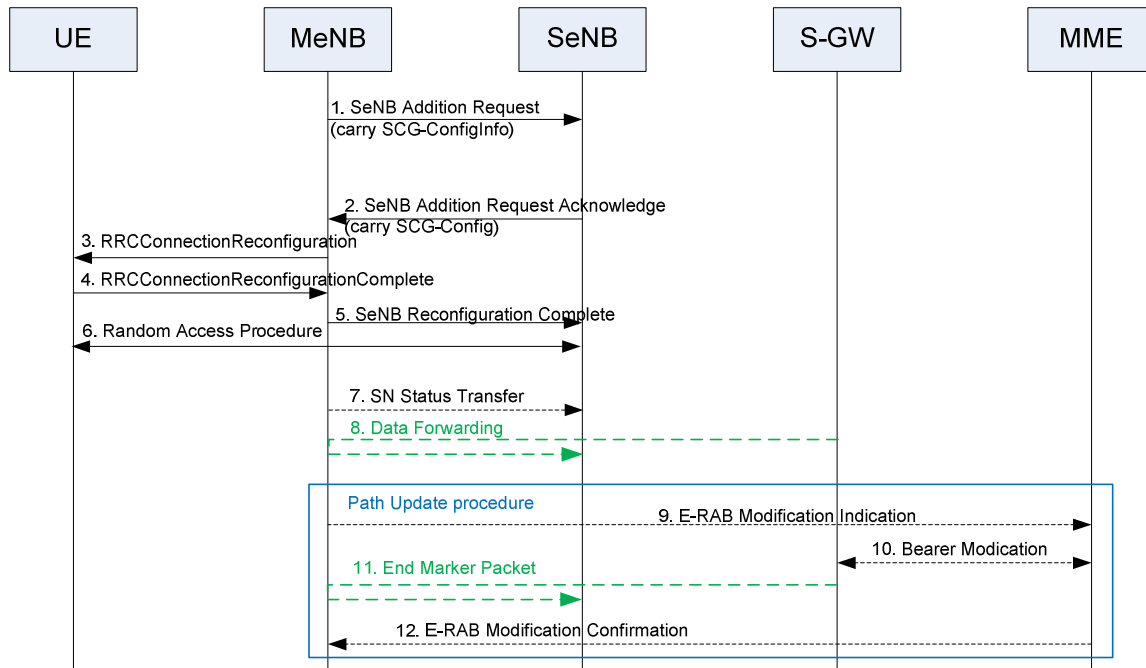 UE
MeNB
SeNB
S-GW
MME
1. SeNB Addition Request
(carry SCG-ConfigInfo)
2. SeNB Addition Request Acknowledge
(carry SCG-Config)
3. RRCConnectionReconfiguration
4. RRCConnectionReconfigurationComplete
5. SeNB Reconfiguration Complete
6. Random Access Procedure
7. SN Status Transfer
8. Data Forwarding
Path Update procedure
9. E-RAB Modification Indication
10. Bearer Modication
11. End Marker Packet
12. E-RAB Modification Confirmation